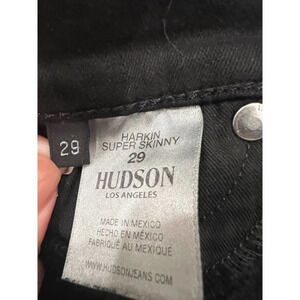 29
HARKIN
SUPER SKINNY
29
HUDSON
LOS ANGELES
MADE IN MEXICO
HECHO EN MÉXICO
FABRIQUÉ AU MEXIQUE
WWW.HUDSONJEANS.COM